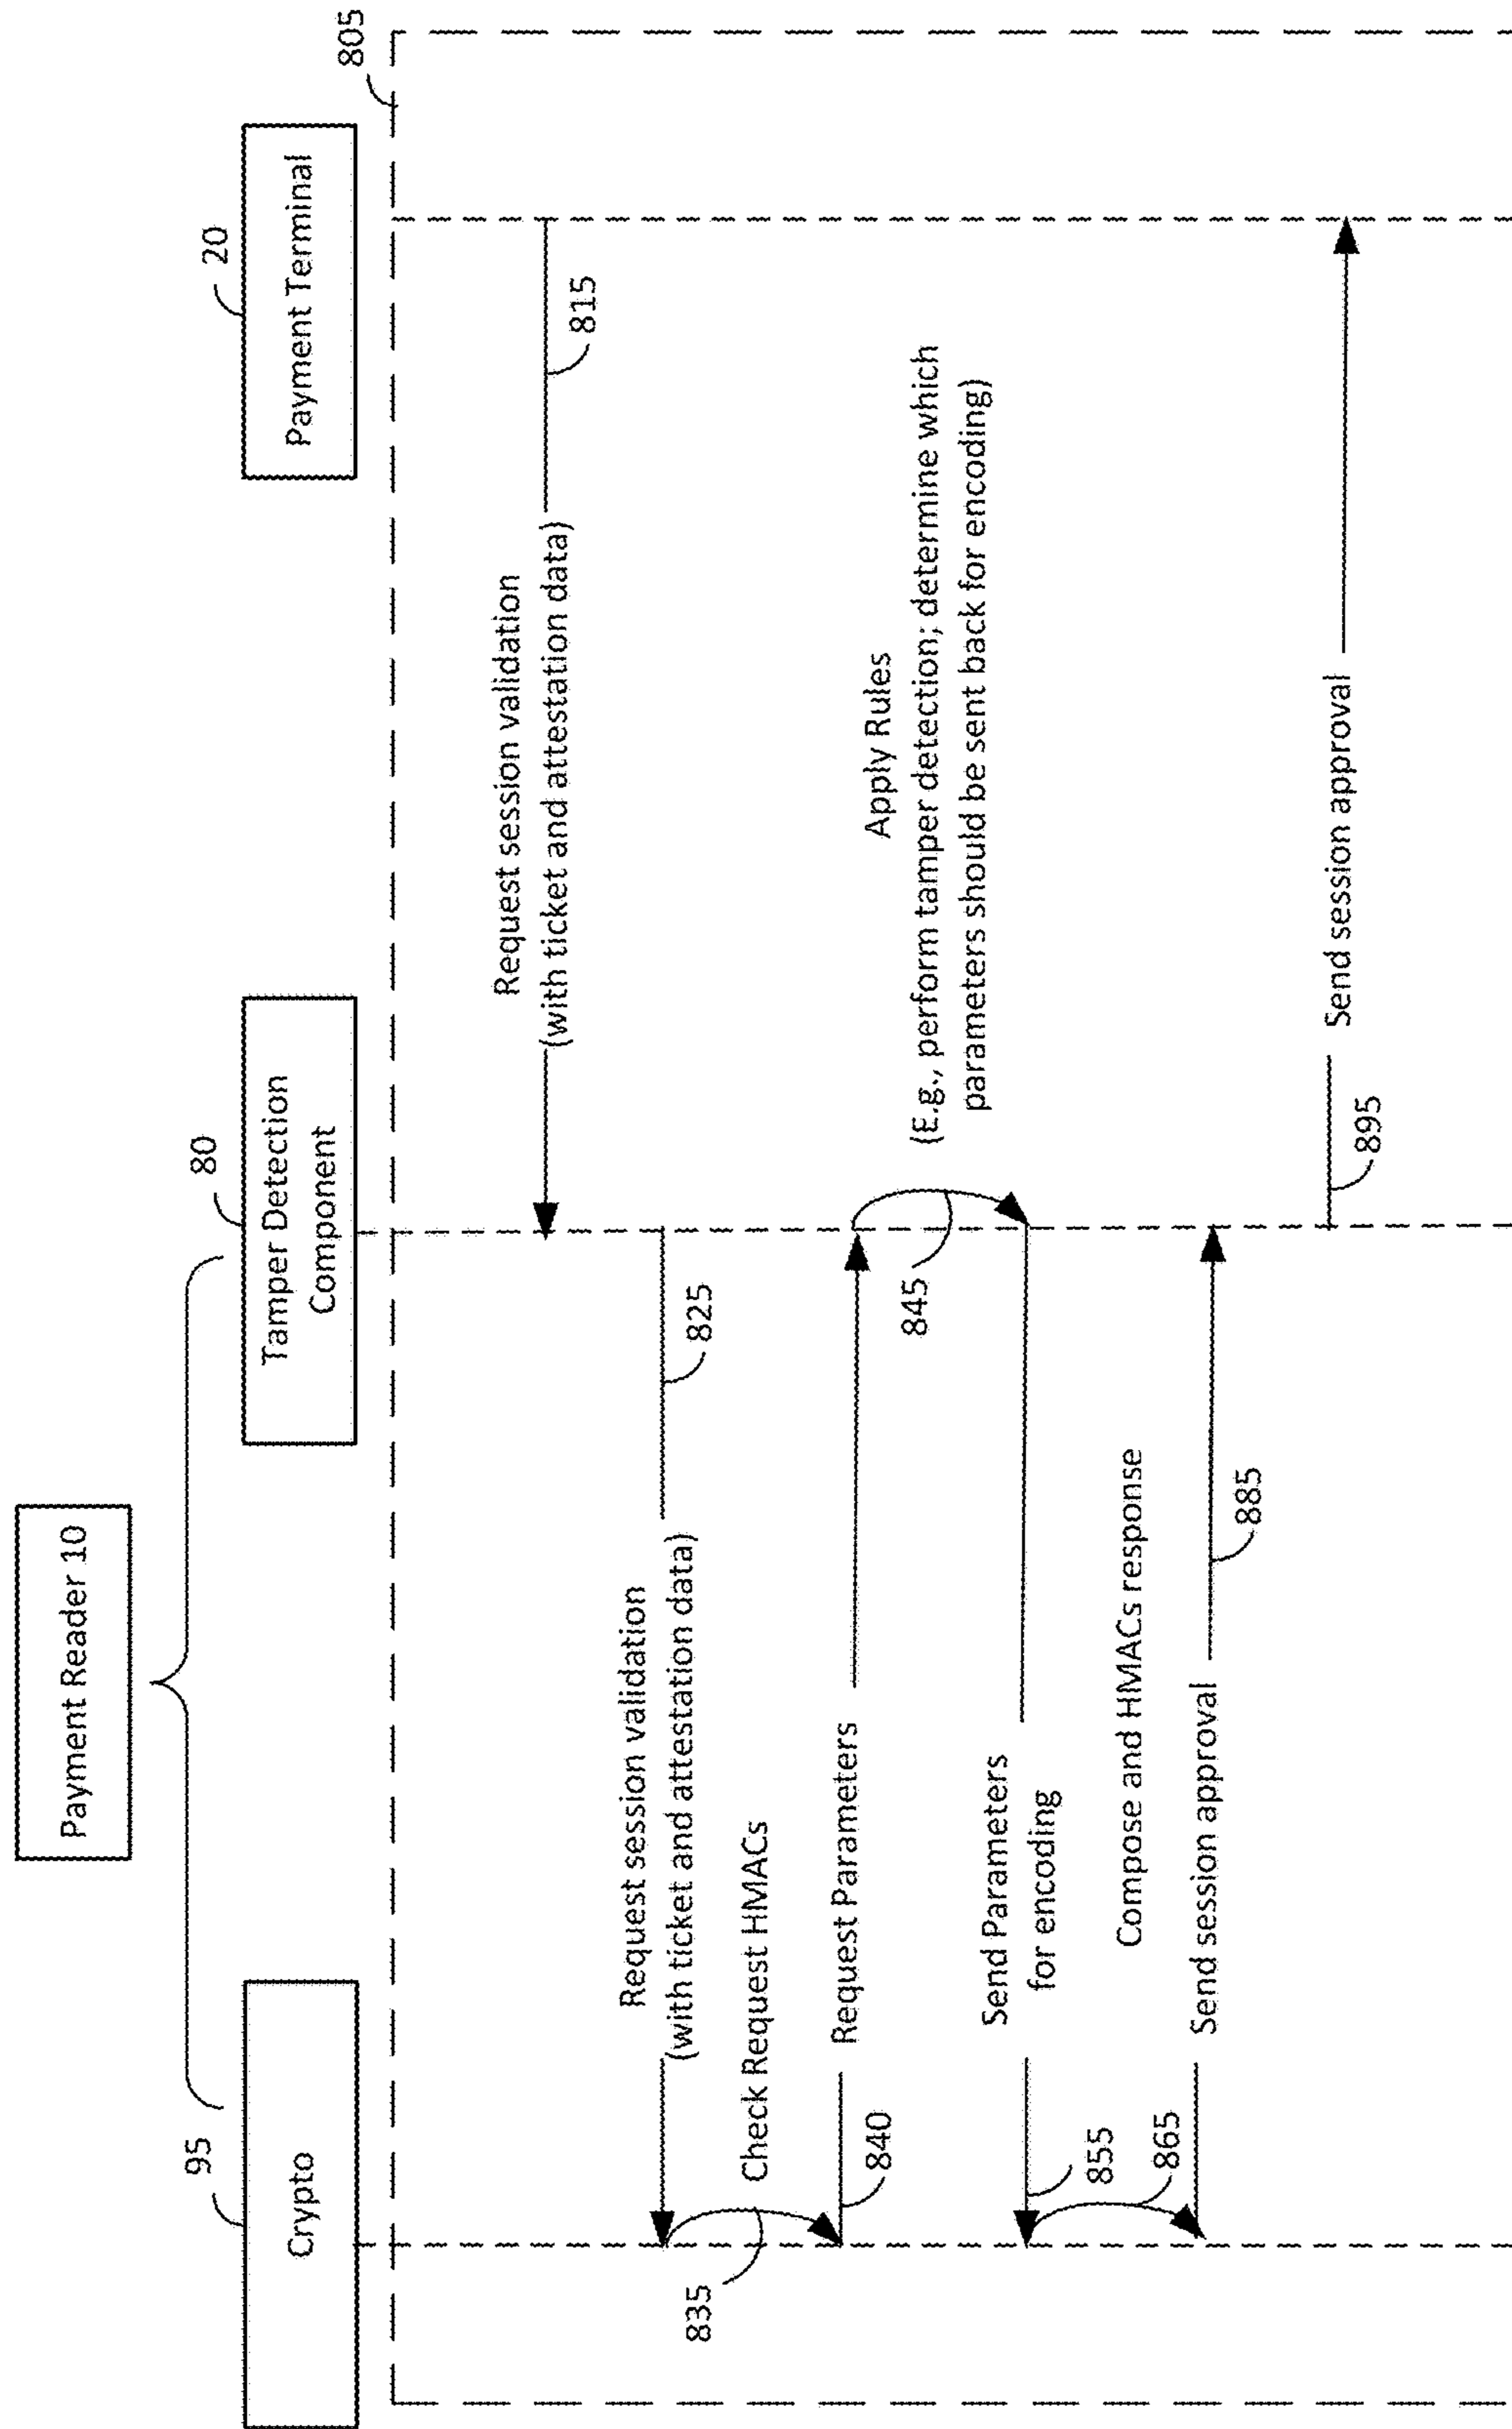 Payment Reader 10
95
80
20
Crypto
Tamper Detection
Component
Payment Terminal
805
Request session validation
(with ticket and attestation data)
815
Request session validation
(with ticket and attestation data)
825
835
Check Request HMACs
Request Parameters
840
845
Apply Rules
(E.g., perform tamper detection; determine which
parameters should be sent back for encoding)
Send Parameters
for encoding
855
865
Compose and HMACs response
Send session approval
885
Send session approval
895